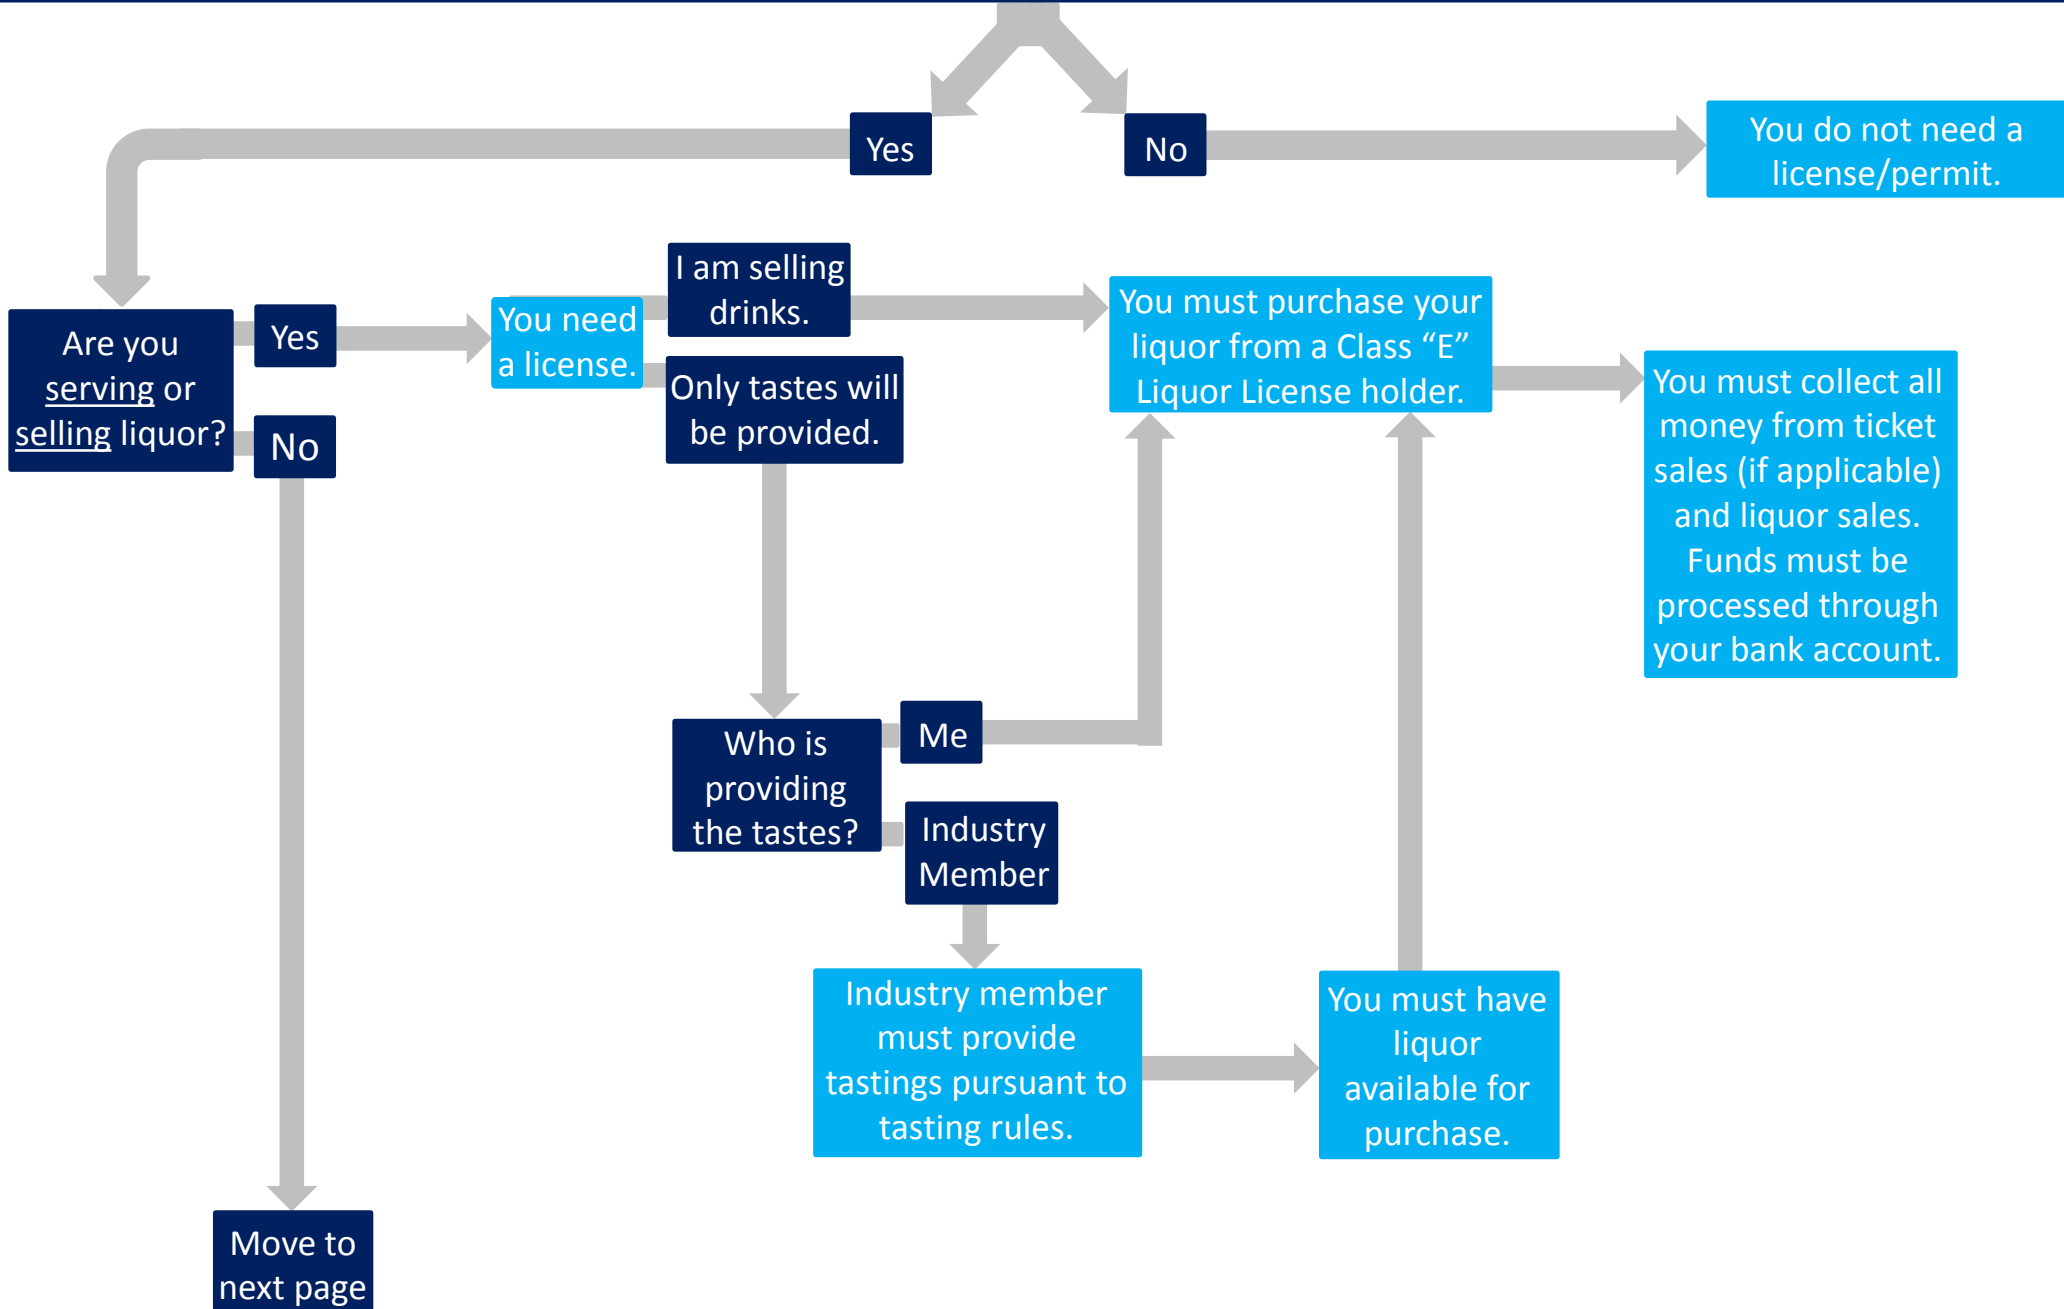 Yes
No
You do not need a
license/permit.
Are you
serving or
selling liquor?
Yes
No
You need
a license.
I am selling
drinks.
Only tastes will
be provided.
You must purchase your
liquor from a Class “E”
Liquor License holder.
You must collect all
money from ticket
sales (if applicable)
and liquor sales.
Funds must be
processed through
your bank account.
Who is
providing
the tastes?
Me
Industry
Member
Industry member
must provide
tastings pursuant to
tasting rules.
You must have
liquor
available for
purchase.
Move to
next page